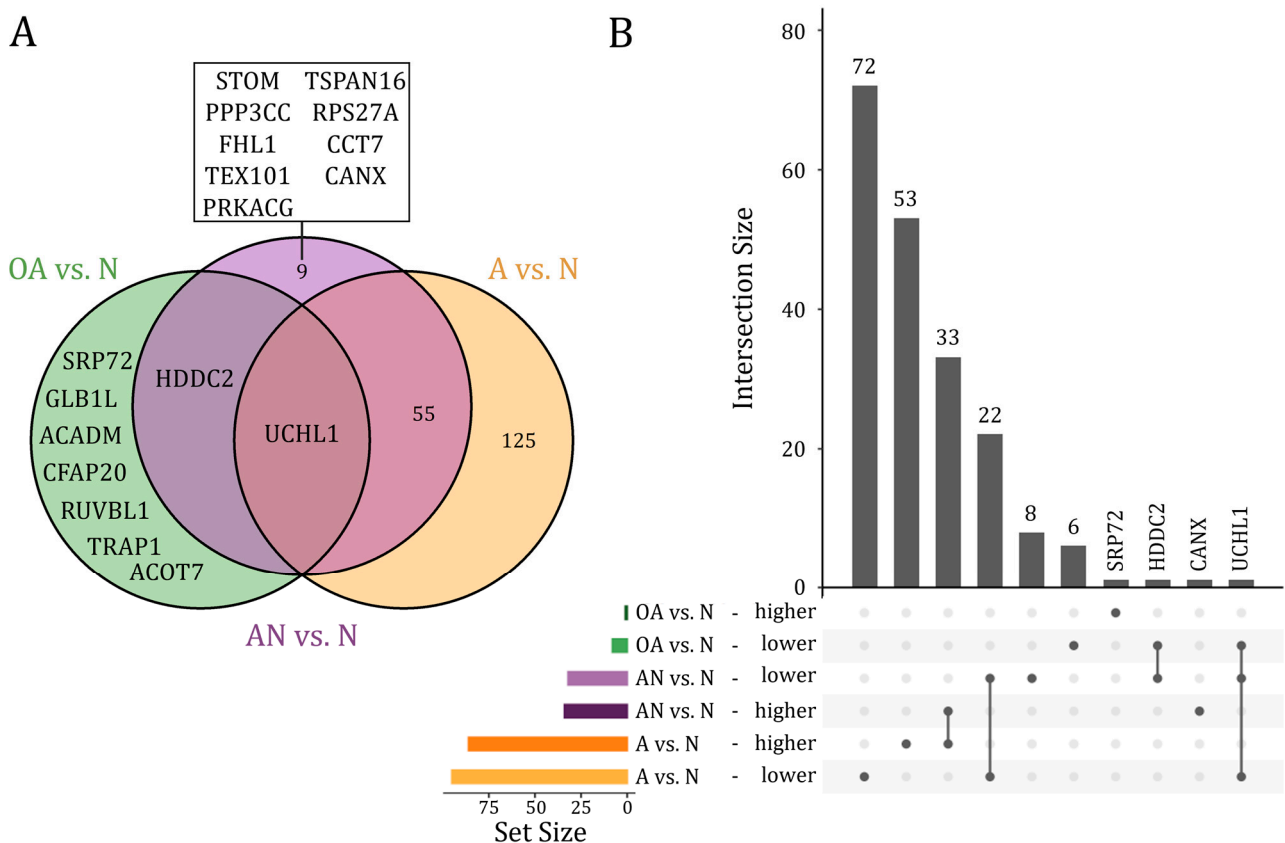 A
STOM TSPAN16
PPP3CC RPS27A
FHL1 CCT7
TEX101 CANX
PRKACG
OA vs. N
9
A vs. N
SRP72
HDDC2
GLB1L
ACADM
UCHL1
55
125
CFAP20
RUVBL1
TRAP1
ACOT7
AN vs. N
B
Intersection Size
80
60
40
20
0
72
53
33
22
8
6
SRP72
HDDC2
CANX
UCHL1
OA vs. N - higher
OA vs. N - lower
AN vs. N - lower
AN vs. N - higher
A vs. N - higher
A vs. N - lower
75 50 25 0
Set Size